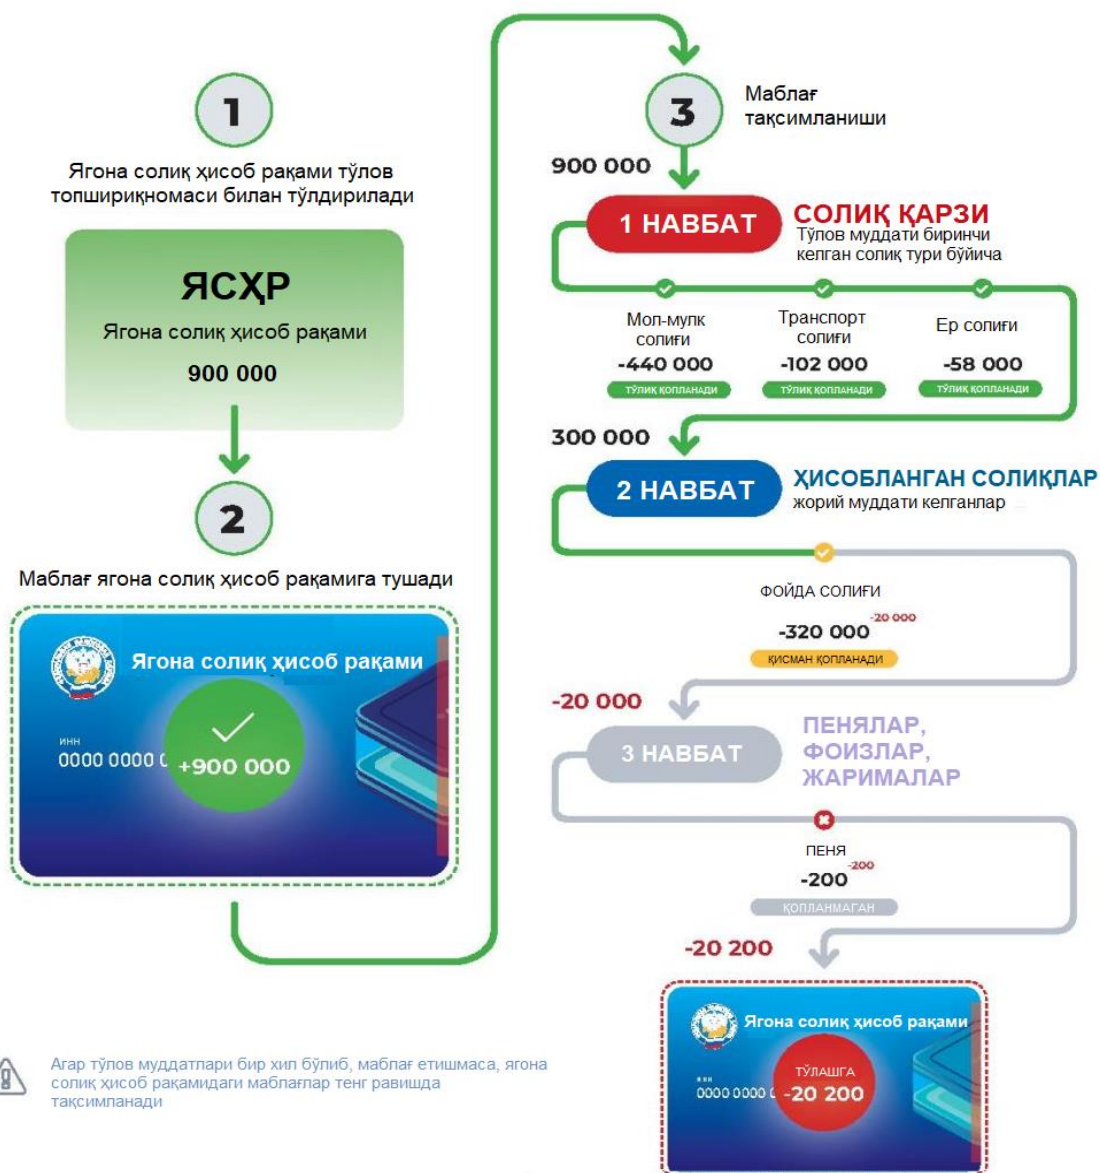 1
Ягона солиқ ҳисоб рақами тўлов
топшириқномаси билан тўлдирилади
ЯСҲР
Ягона солиқ ҳисоб рақами
900 000
2
Маблағ ягона солиқ ҳисоб рақамига тушади
Ягона солиқ ҳисоб рақами
ИНН
0000 0000 0
+900 000
Агар тўлов муддатлари бир хил бўлиб, маблағ етишмаса, ягона
солиқ ҳисоб рақамидаги маблағлар тенг равишда
тақсимланади
3
Маблағ
тақсимланиши
900 000
1 НАВБАТ
СОЛИҚ ҚАРЗИ
Тўлов муддати биринчи
келган солиқ тури бўйича
Мол-мулк
солиғи
-440 000
ТЎЛИҚ ҚОПЛАНАДИ
Транспорт
солиғи
-102 000
ТЎЛИҚ ҚОПЛАНАДИ
Ер солиғи
-58 000
ТЎЛИҚ ҚОПЛАНАДИ
300 000
2 НАВБАТ
ҲИСОБЛАНГАН СОЛИҚЛАР
жорий муддати келганлар
ФОЙДА СОЛИҒИ
-20 000
-320 000
ҚИСМАН ҚОПЛАНАДИ
-20 000
3 НАВБАТ
ПЕНЯЛАР,
ФОИЗЛАР,
ЖАРИМАЛАР
ПЕНЯ
-200
-200
ҚОПЛАНМАГАН
-20 200
Ягона солиқ ҳисоб рақами
ИНН
0000 0000 0
ТЎЛАШГА
-20 200